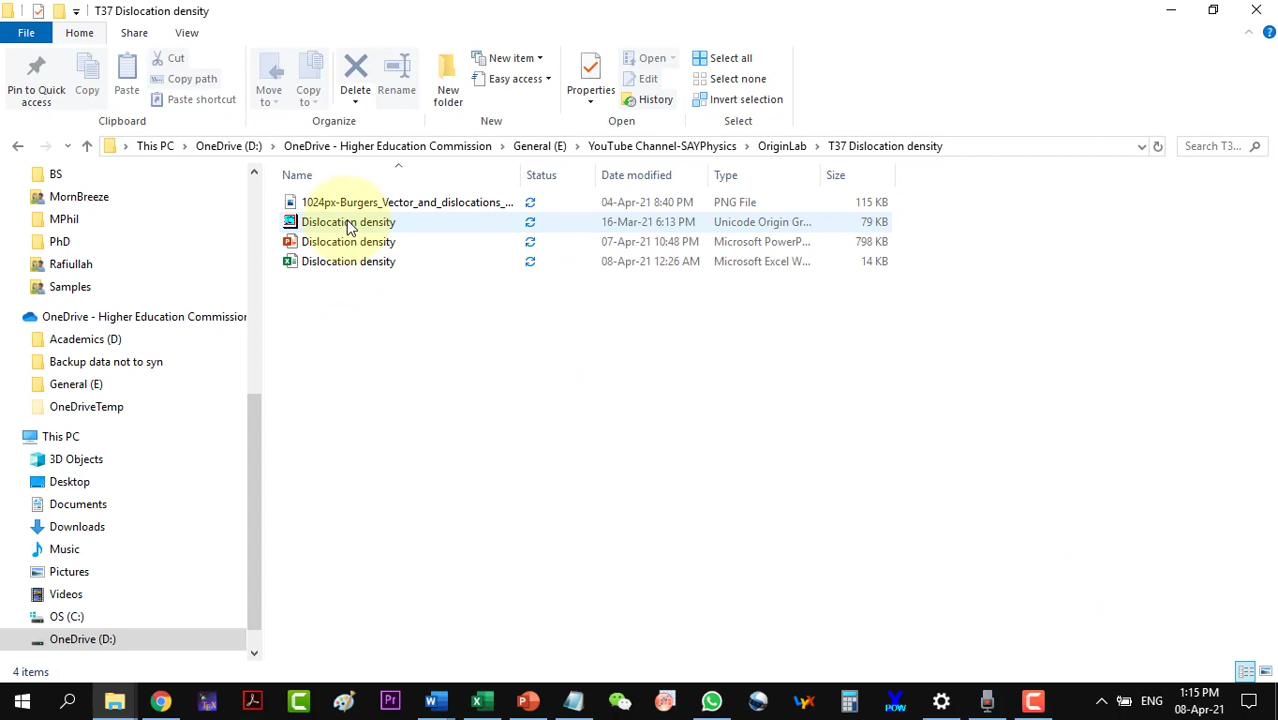 T37 Dislocation density
File
Home
Share
View
Pin to Quick access
Copy
Paste
Cut
Copy path
Paste shortcut
Clipboard
Move to
Copy to
Delete
Rename
Organize
New folder
New item
Easy access
New
Properties
Open
Edit
History
Open
Select all
Select none
Invert selection
Select
This PC > OneDrive (D:) > OneDrive - Higher Education Commission > General (E) > YouTube Channel-SAYPhysics > OriginLab > T37 Dislocation density
Search T3...
Name Status Date modified Type Size
1024px-Burgers_Vector_and_dislocations_... 04-Apr-21 8:40 PM PNG File 115 KB
Dislocation density 16-Mar-21 6:13 PM Unicode Origin Gr... 79 KB
Dislocation density 07-Apr-21 10:48 PM Microsoft PowerP... 798 KB
Dislocation density 08-Apr-21 12:26 AM Microsoft Excel W... 14 KB
BS
MornBreeze
MPhil
PhD
Rafiullah
Samples
OneDrive - Higher Education Commission
Academics (D)
Backup data not to syn
General (E)
OneDriveTemp
This PC
3D Objects
Desktop
Documents
Downloads
Music
Pictures
Videos
OS (C:)
OneDrive (D:)
4 items
ENG
1:15 PM
08-Apr-21